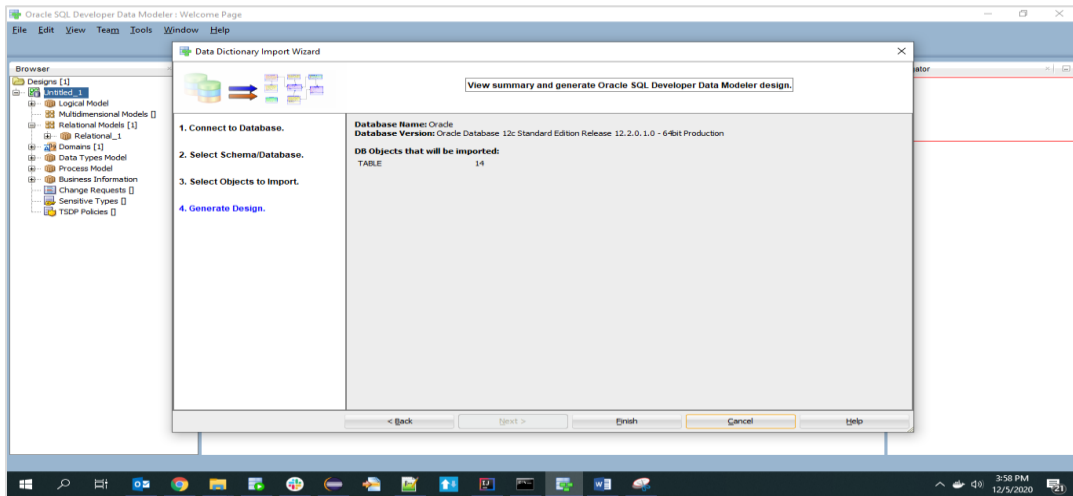 Oracle SQL Developer Data Modeler : Welcome Page
File Edit View Team Tools Window Help
Data Dictionary Import Wizard
Browser
Designs [1]
Untitled_1
Logical Model
Multidimensional Models []
Relational Models [1]
Relational_1
Domains [1]
Data Types Model
Process Model
Business Information
Change Requests []
Sensitive Types []
TSDP Policies []
View summary and generate Oracle SQL Developer Data Modeler design.
1. Connect to Database.
2. Select Schema/Database.
3. Select Objects to Import.
4. Generate Design.
Database Name: Oracle
Database Version: Oracle Database 12c Standard Edition Release 12.2.0.1.0 - 64bit Production
DB Objects that will be imported:
TABLE 14
< Back Next > Finish Cancel Help
3:58 PM
12/5/2020